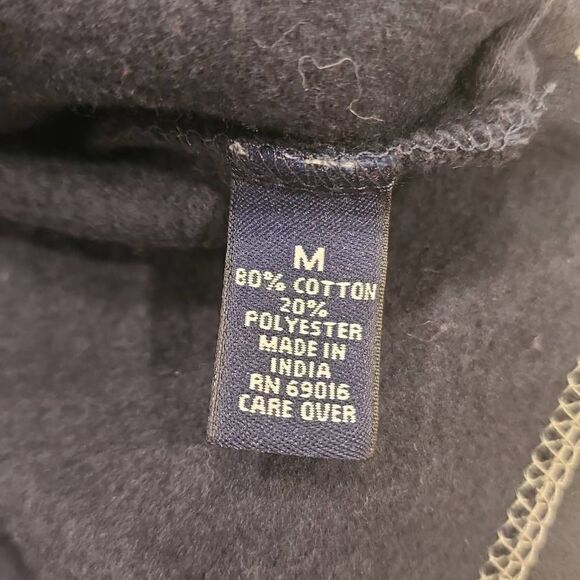 M
80% COTTON
20%
POLYESTER
MADE IN
INDIA
RN 69016
CARE OVER